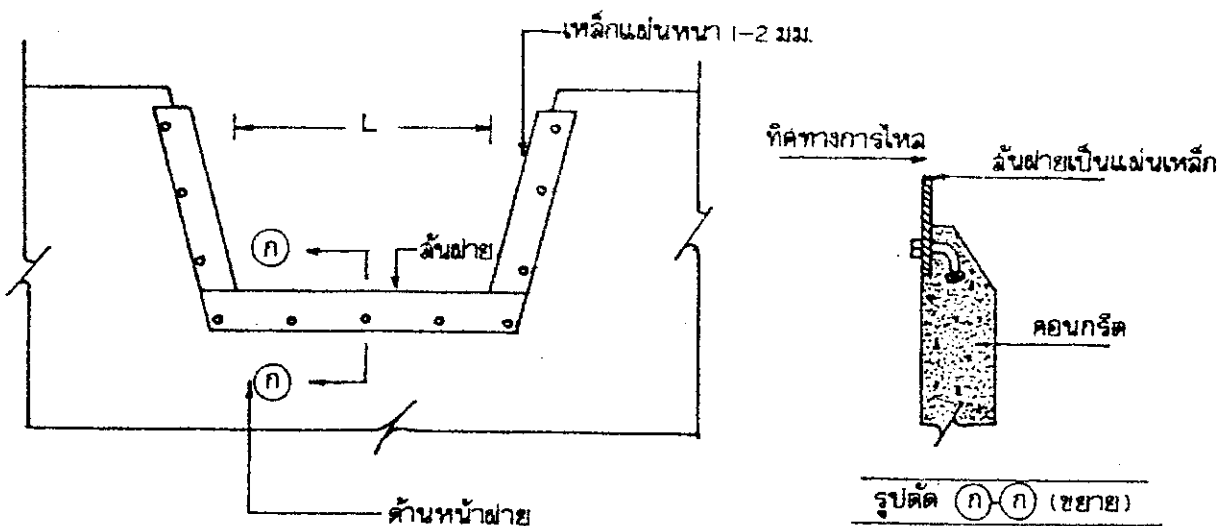 เหล็กแผ่นหนา 1-2 มม.
L
ก
สันฝาย
ก
ด้านหน้าฝาย
ทิศทางการไหล
สันฝายเป็นแผ่นเหล็ก
คอนกรีต
รูปตัด ก-ก (ขยาย)